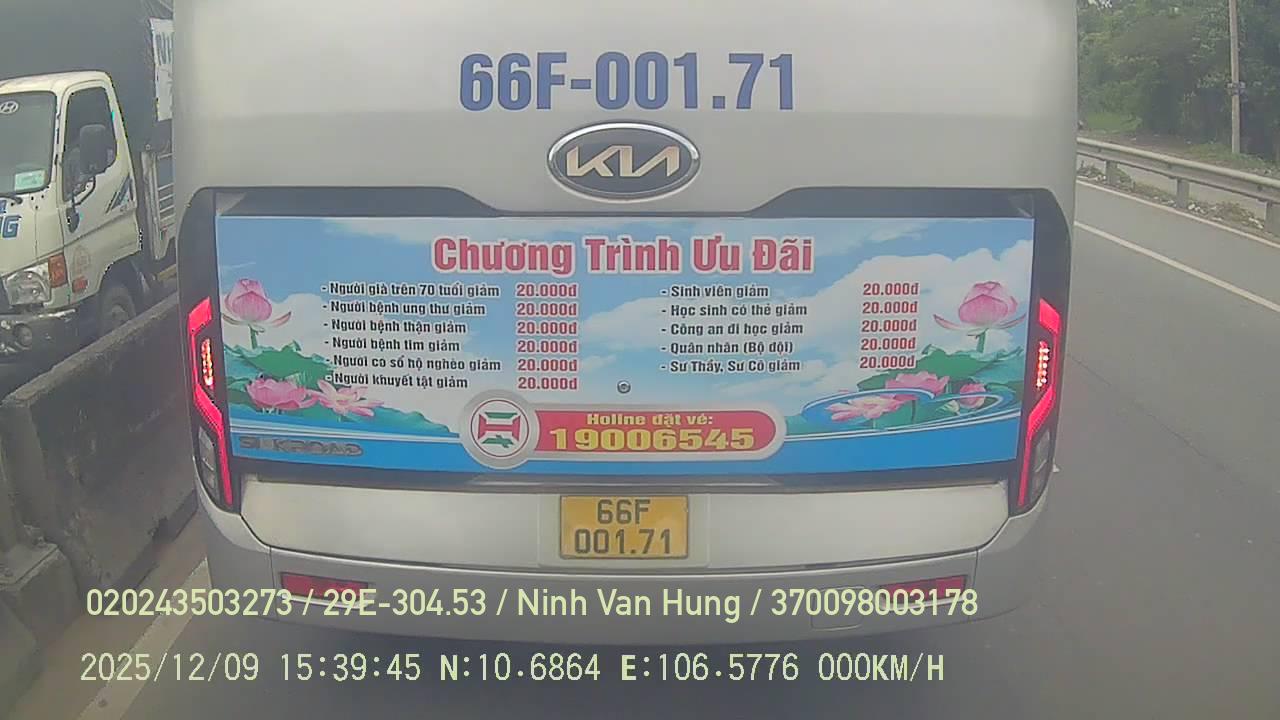 66F-001.71
KIA
Chương Trình Ưu Đãi
- Người già trên 70 tuổi giảm 20.000đ
- Người bệnh ung thư giảm 20.000đ
- Người bệnh thận giảm 20.000đ
- Người bệnh tim giảm 20.000đ
- Người co sổ hộ nghèo giảm 20.000đ
- Người khuyết tật giảm 20.000đ
- Sinh viên giảm 20.000đ
- Học sinh có thẻ giảm 20.000đ
- Công an đi học giảm 20.000đ
- Quân nhân (Bộ đội) 20.000đ
- Sư Thầy, Sư Cô giảm 20.000đ
Holine đặt vé:
19006545
SILKROAD
66F
001.71
020243503273 / 29E-304.53 / Ninh Van Hung / 370098003178
2025/12/09 15:39:45 N:10.6864 E:106.5776 000KM/H